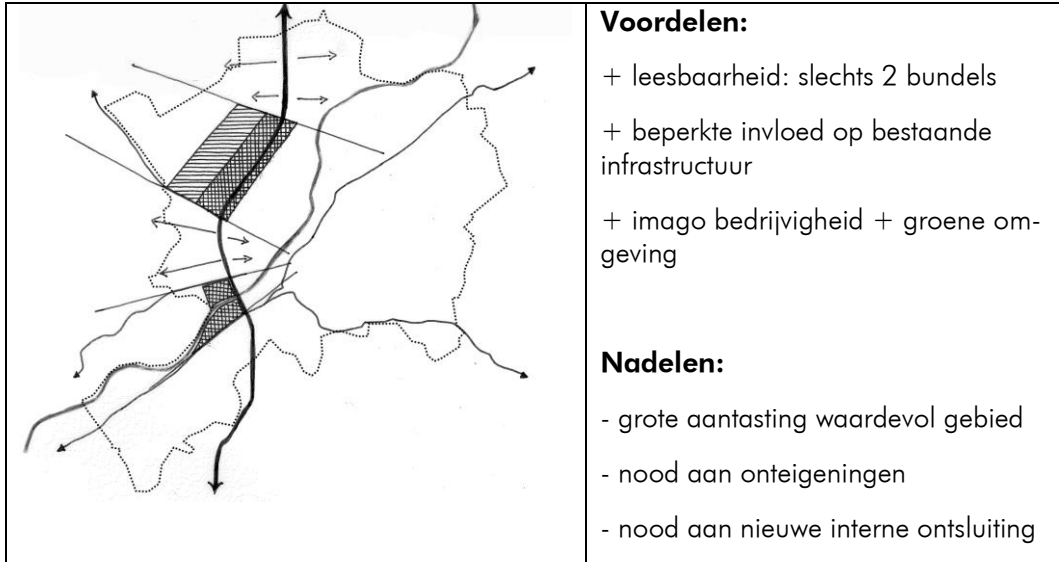 Voordelen:
+ leesbaarheid: slechts 2 bundels
+ beperkte invloed op bestaande
infrastructuur
+ imago bedrijvigheid + groene om-
geving
Nadelen:
- grote aantasting waardevol gebied
- nood aan onteigeningen
- nood aan nieuwe interne ontsluiting